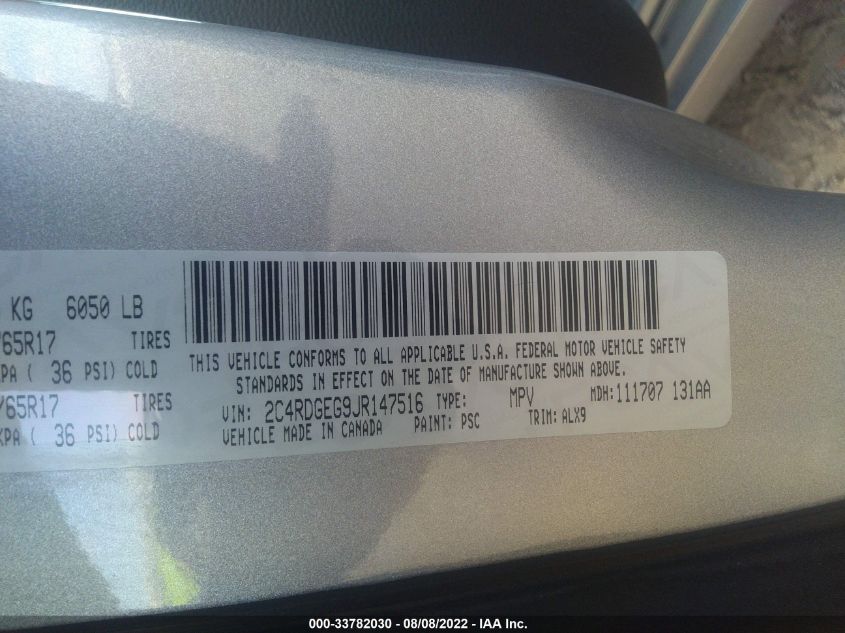 KG 6050 LB
/65R17 TIRES
KPA ( 36 PSI) COLD
/65R17 TIRES
KPA ( 36 PSI) COLD
THIS VEHICLE CONFORMS TO ALL APPLICABLE U.S.A. FEDERAL MOTOR VEHICLE SAFETY
STANDARDS IN EFFECT ON THE DATE OF MANUFACTURE SHOWN ABOVE.
VIN: 2C4RDGEG9JR147516 TYPE: MPV MDH: 111707 131AA
VEHICLE MADE IN CANADA PAINT: PSC TRIM: ALX9
000-33782030 - 08/08/2022 - IAA Inc.